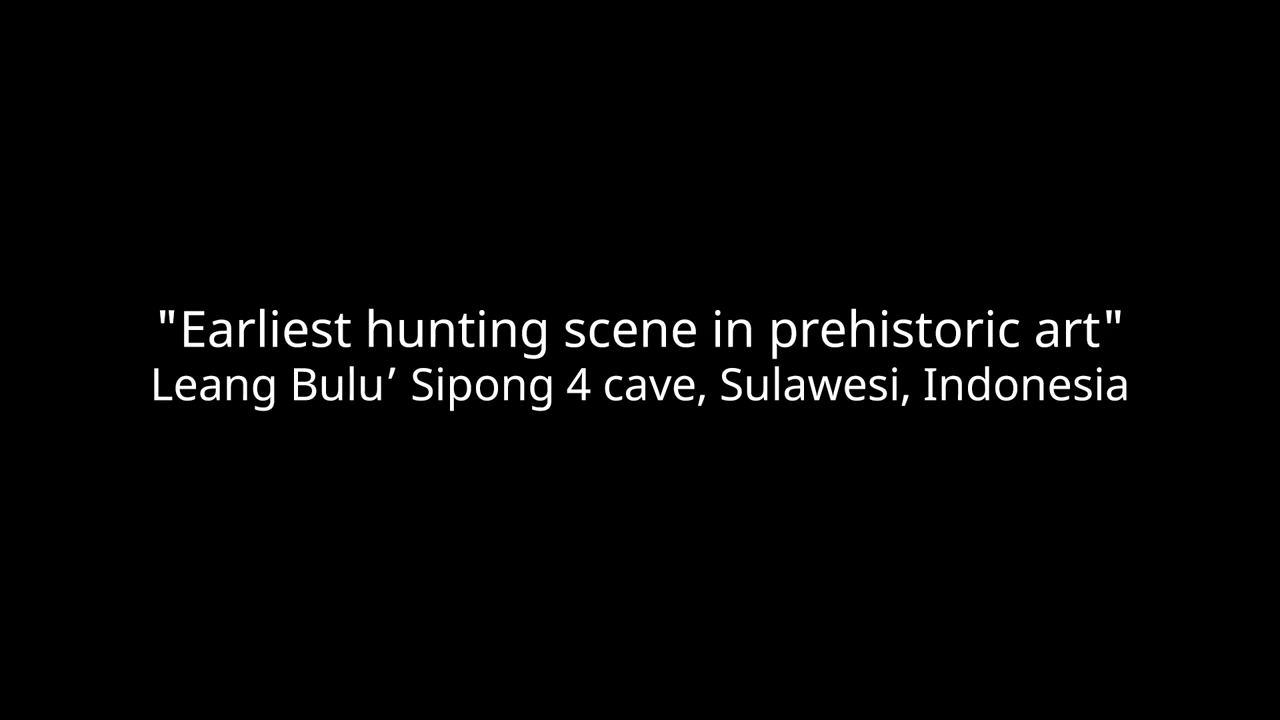 "Earliest hunting scene in prehistoric art"
Leang Bulu’ Sipong 4 cave, Sulawesi, Indonesia